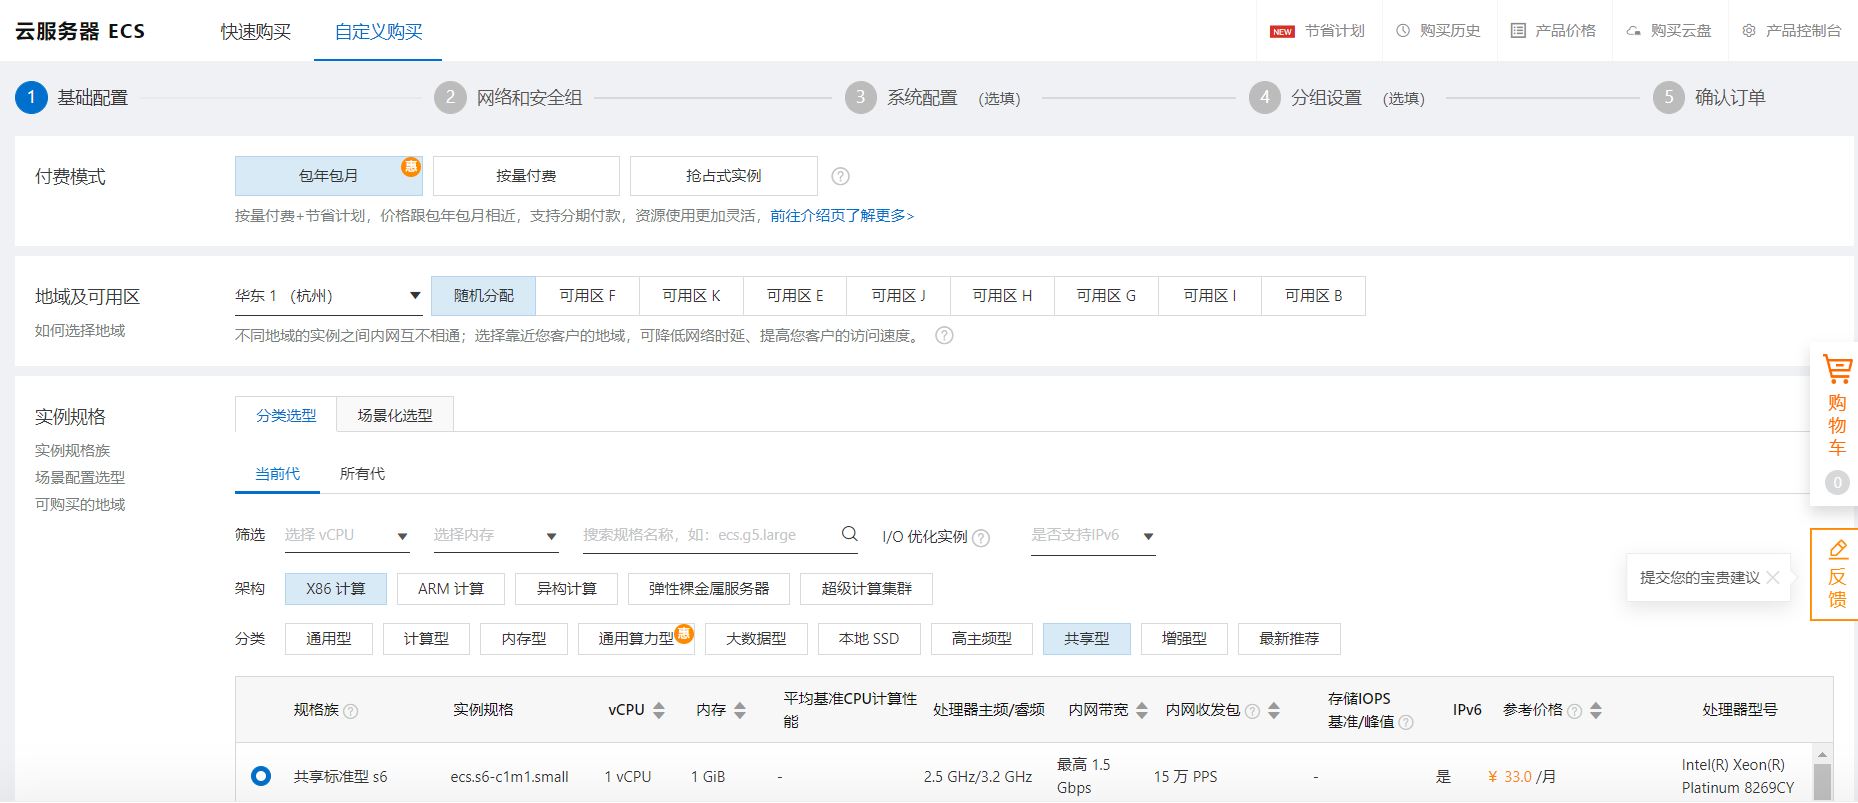 云服务器 ECS 快速购买 自定义购买 NEW 节省计划 购买历史 产品价格 购买云盘 产品控制台
1 基础配置 2 网络和安全组 3 系统配置 (选填) 4 分组设置 (选填) 5 确认订单
付费模式 包年包月 惠 按量付费 抢占式实例 ?
按量付费+节省计划，价格跟包年包月相近，支持分期付款，资源使用更加灵活，前往介绍页了解更多>
地域及可用区 华东 1 （杭州） 随机分配 可用区 F 可用区 K 可用区 E 可用区 J 可用区 H 可用区 G 可用区 I 可用区 B
如何选择地域 不同地域的实例之间内网互不相通；选择靠近您客户的地域，可降低网络时延、提高您客户的访问速度。 ?
实例规格 分类选型 场景化选型
实例规格族
场景配置选型
可购买的地域
当前代 所有代
筛选 选择 vCPU 选择内存 搜索规格名称，如：ecs.g5.large I/O 优化实例 ? 是否支持IPv6
架构 X86 计算 ARM 计算 异构计算 弹性裸金属服务器 超级计算集群
分类 通用型 计算型 内存型 通用算力型 惠 大数据型 本地 SSD 高主频型 共享型 增强型 最新推荐
规格族 ? 实例规格 vCPU 内存 平均基准CPU计算性能 处理器主频/睿频 内网带宽 内网收发包 ? 存储IOPS 基准/峰值 ? IPv6 参考价格 ? 处理器型号
共享标准型 s6 ecs.s6-c1m1.small 1 vCPU 1 GiB - 2.5 GHz/3.2 GHz 最高 1.5 Gbps 15 万 PPS - 是 ¥ 33.0 /月 Intel(R) Xeon(R) Platinum 8269CY
购物车
0
提交您的宝贵建议
反馈